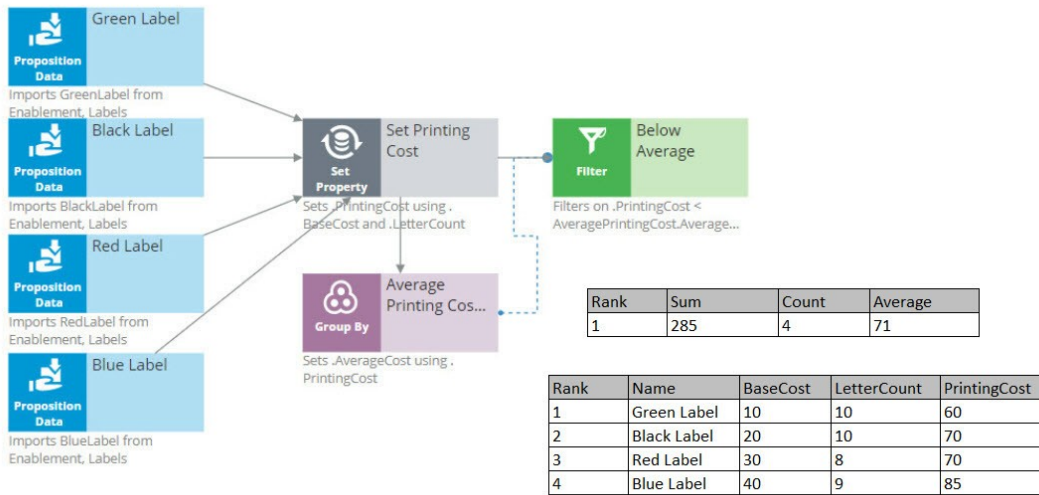 Green Label
Proposition
Data
Imports GreenLabel from
Enablement, Labels
Black Label
Proposition
Data
Imports BlackLabel from
Enablement, Labels
Red Label
Proposition
Data
Imports RedLabel from
Enablement, Labels
Blue Label
Proposition
Data
Imports BlueLabel from
Enablement, Labels
Set Printing
Cost
Set
Property
Sets .PrintingCost using .
BaseCost and .LetterCount
Average
Printing Cos...
Group By
Sets .AverageCost using .
PrintingCost
Below
Average
Filter
Filters on .PrintingCost <
AveragePrintingCost.Average...
Rank Sum Count Average
1 285 4 71
Rank Name BaseCost LetterCount PrintingCost
1 Green Label 10 10 60
2 Black Label 20 10 70
3 Red Label 30 8 70
4 Blue Label 40 9 85